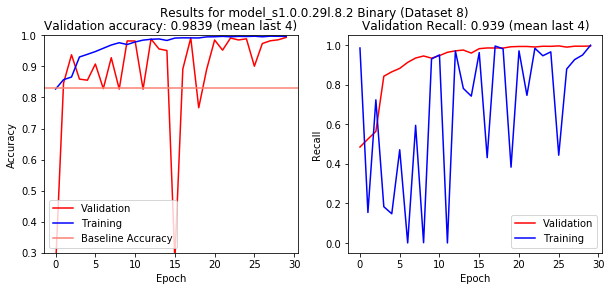 Results for model_s1.0.0.29l.8.2 Binary (Dataset 8)
Validation accuracy: 0.9839 (mean last 4)
Accuracy
1.0
0.9
0.8
0.7
0.6
0.5
0.4
0.3
Validation
Training
Baseline Accuracy
0 5 10 15 20 25 30
Epoch
Validation Recall: 0.939 (mean last 4)
Recall
1.0
0.8
0.6
0.4
0.2
0.0
Validation
Training
0 5 10 15 20 25 30
Epoch